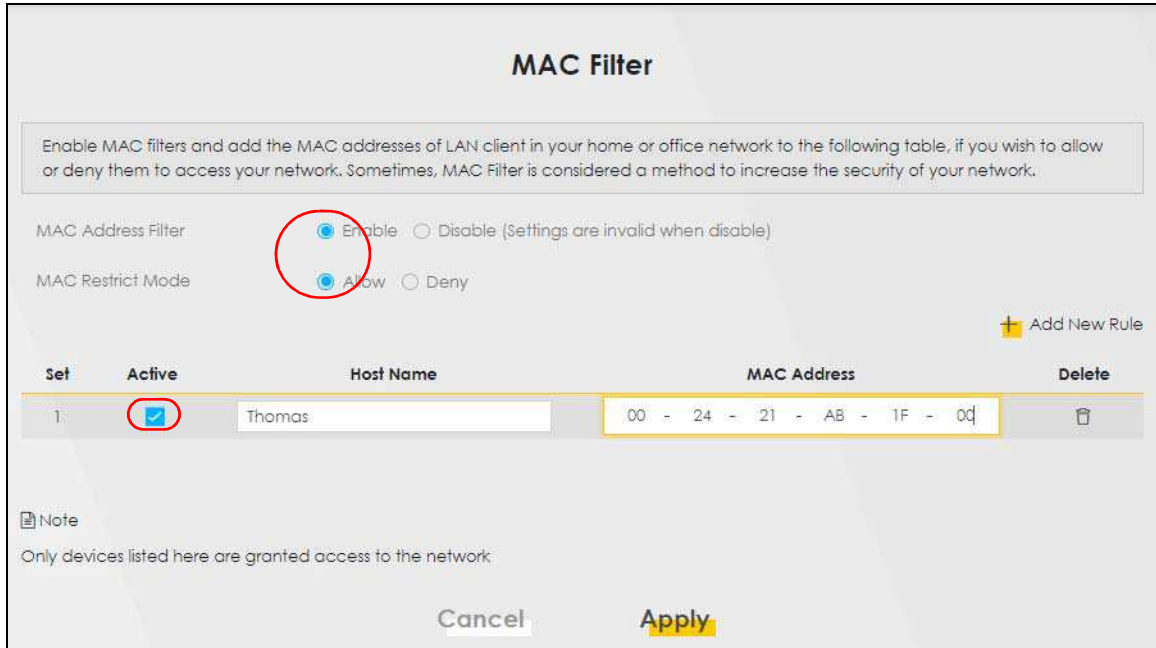 MAC Filter
Enable MAC filters and add the MAC addresses of LAN client in your home or office network to the following table, if you wish to allow
or deny them to access your network. Sometimes, MAC Filter is considered a method to increase the security of your network.
MAC Address Filter Enable Disable (Settings are invalid when disable)
MAC Restrict Mode Allow Deny
Add New Rule
Set Active Host Name MAC Address Delete
1 Thomas 00 - 24 - 21 - AB - 1F - 00
Note
Only devices listed here are granted access to the network
Cancel Apply